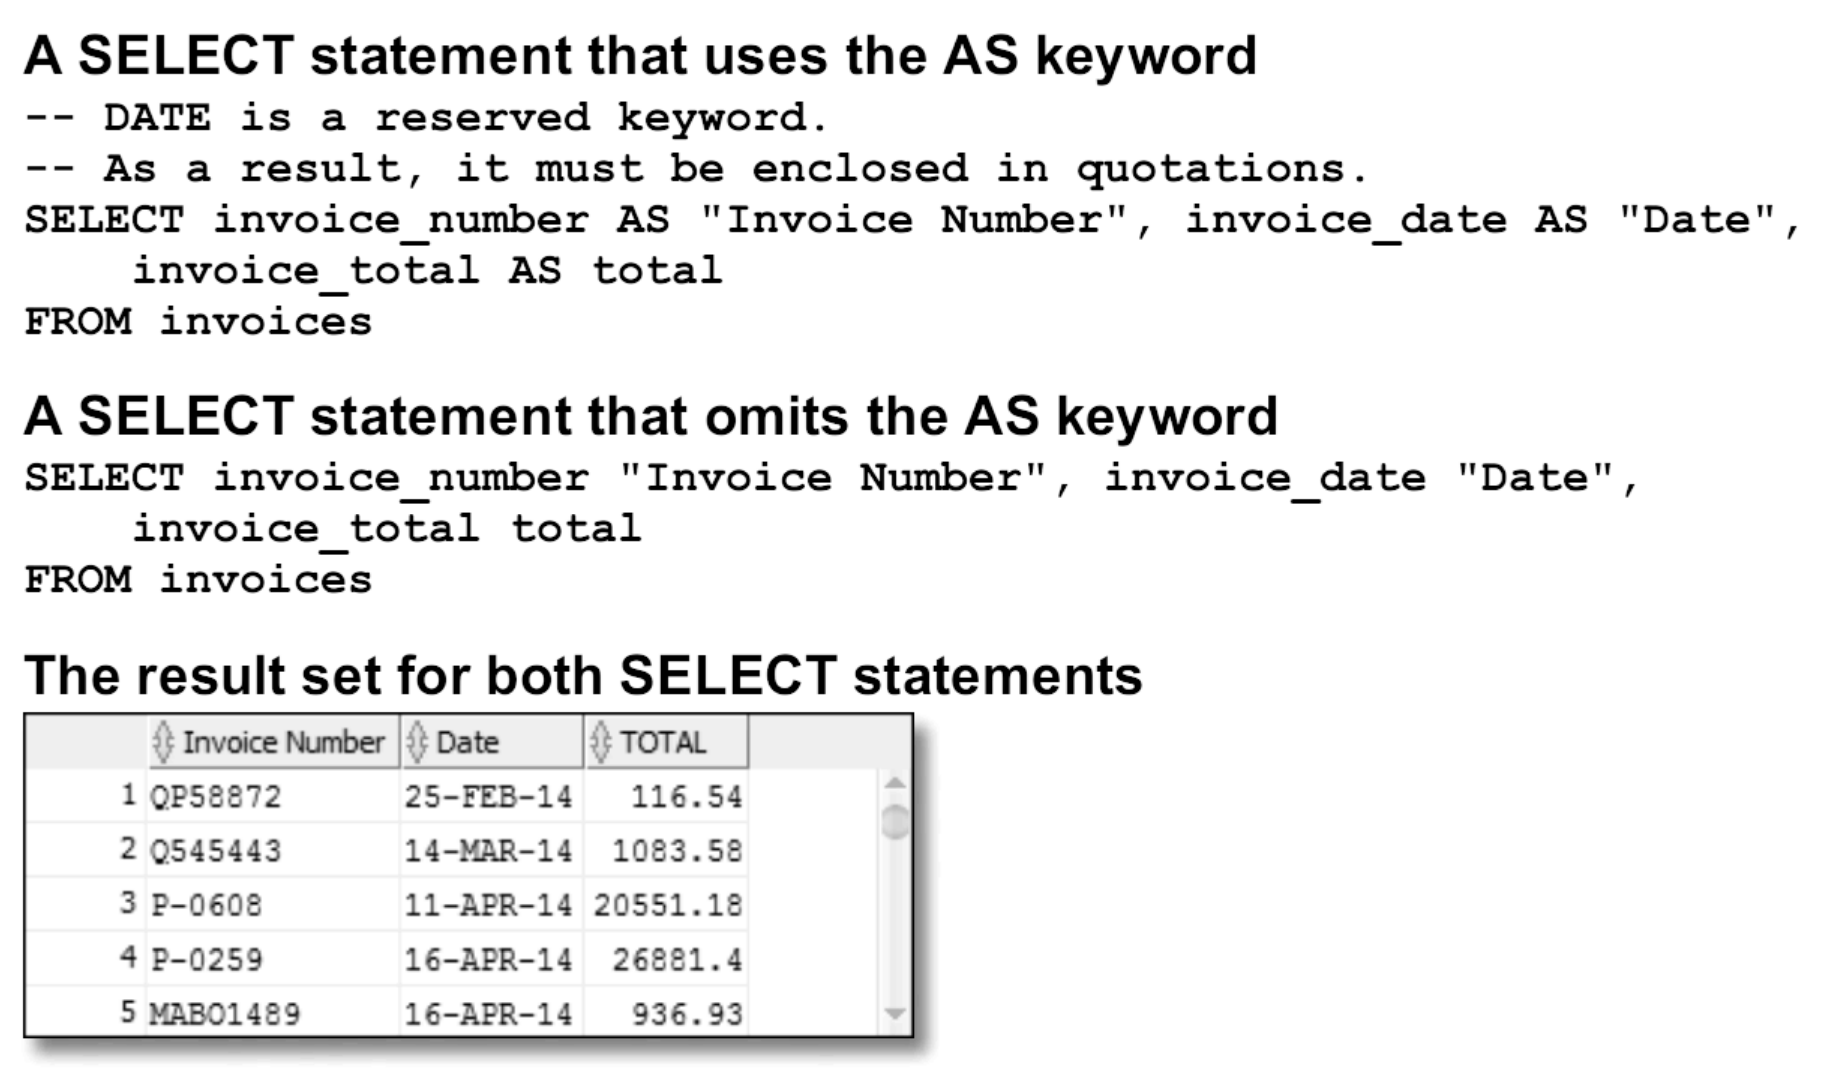 A SELECT statement that uses the AS keyword
-- DATE is a reserved keyword.
-- As a result, it must be enclosed in quotations.
SELECT invoice_number AS "Invoice Number", invoice_date AS "Date",
    invoice_total AS total
FROM invoices
A SELECT statement that omits the AS keyword
SELECT invoice_number "Invoice Number", invoice_date "Date",
    invoice_total total
FROM invoices
The result set for both SELECT statements
Invoice Number Date TOTAL
1 QP58872 25-FEB-14 116.54
2 Q545443 14-MAR-14 1083.58
3 P-0608 11-APR-14 20551.18
4 P-0259 16-APR-14 26881.4
5 MABO1489 16-APR-14 936.93